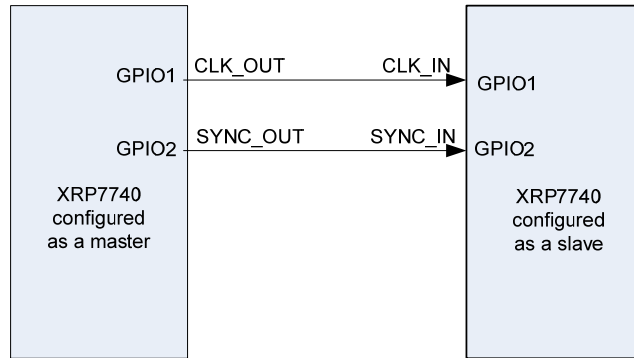 GPIO1 CLK_OUT CLK_IN GPIO1
GPIO2 SYNC_OUT SYNC_IN GPIO2
XRP7740
configured
as a master
XRP7740
configured
as a slave